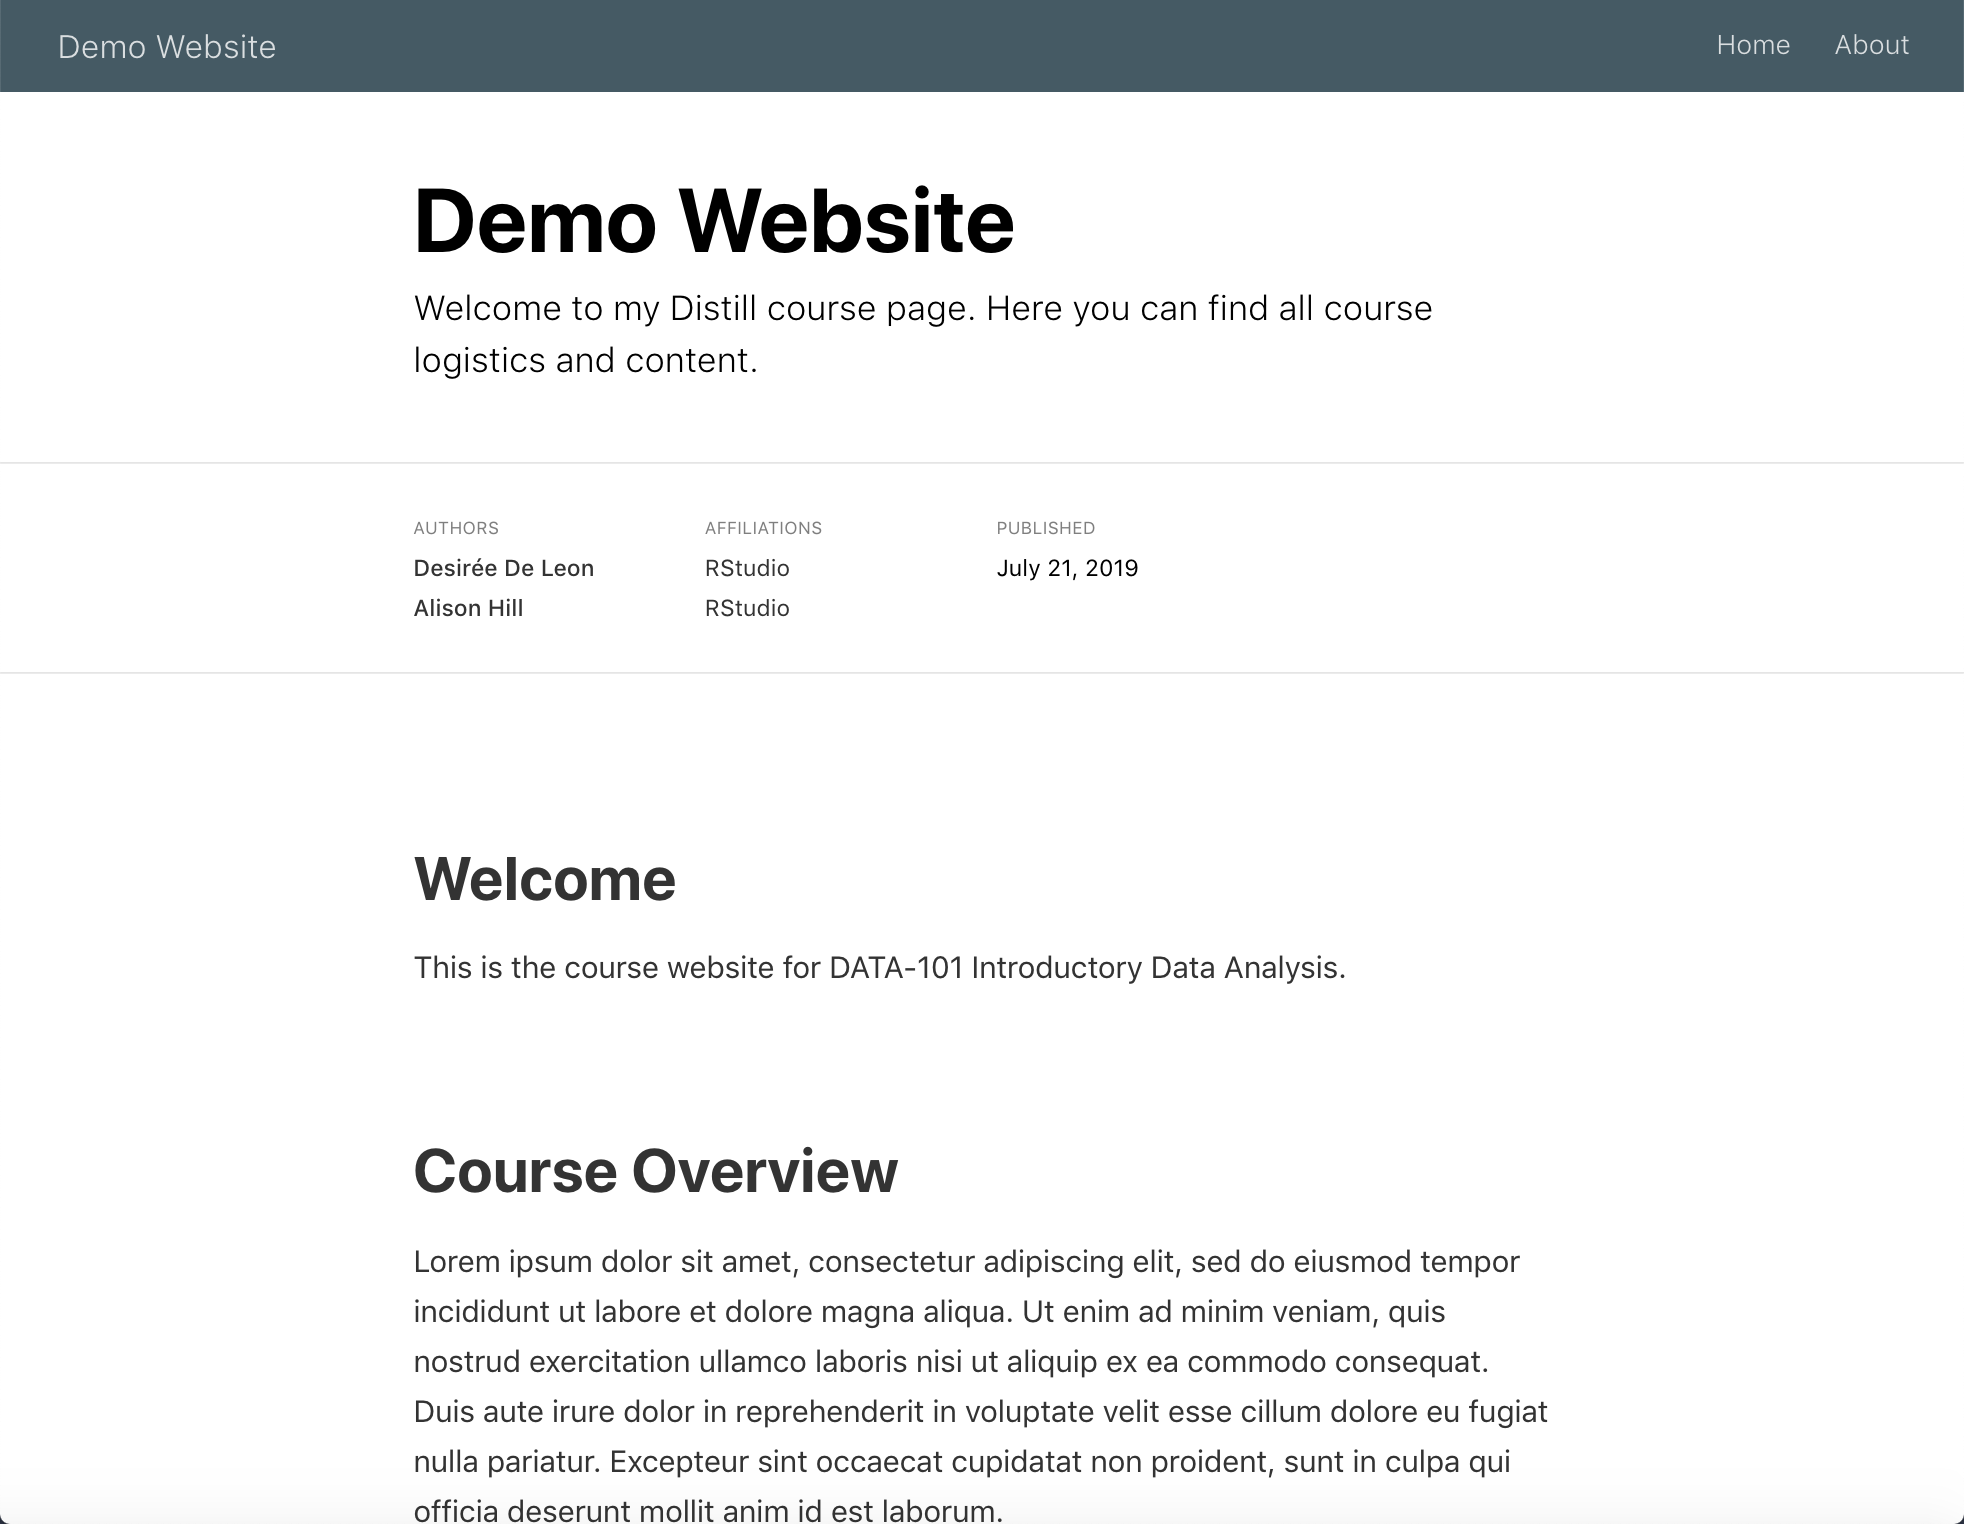 Demo Website
Home About
Demo Website
Welcome to my Distill course page. Here you can find all course
logistics and content.
AUTHORS AFFILIATIONS PUBLISHED
Desirée De Leon RStudio July 21, 2019
Alison Hill RStudio
Welcome
This is the course website for DATA-101 Introductory Data Analysis.
Course Overview
Lorem ipsum dolor sit amet, consectetur adipiscing elit, sed do eiusmod tempor
incididunt ut labore et dolore magna aliqua. Ut enim ad minim veniam, quis
nostrud exercitation ullamco laboris nisi ut aliquip ex ea commodo consequat.
Duis aute irure dolor in reprehenderit in voluptate velit esse cillum dolore eu fugiat
nulla pariatur. Excepteur sint occaecat cupidatat non proident, sunt in culpa qui
officia deserunt mollit anim id est laborum.